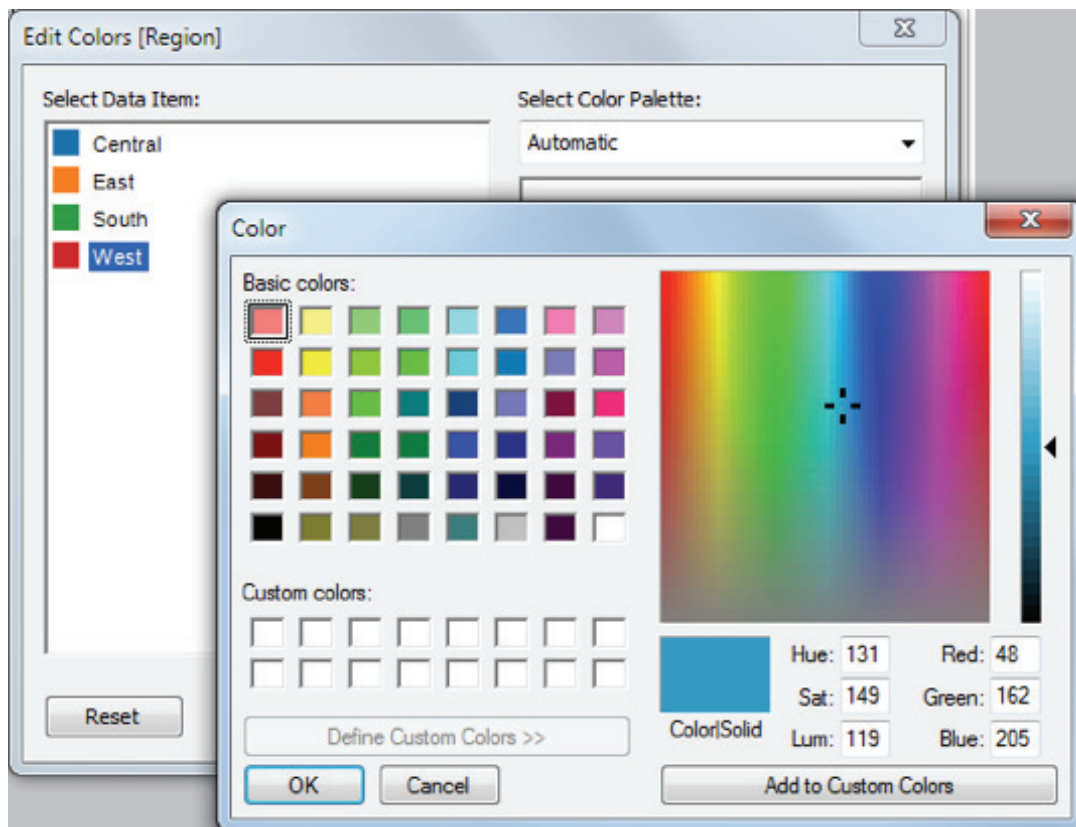 Edit Colors [Region]
Select Data Item:
Select Color Palette:
Central
Automatic
East
South
West
Color
Basic colors:
Custom colors:
Hue: 131 Red: 48
Sat: 149 Green: 162
Color|Solid Lum: 119 Blue: 205
Reset
Define Custom Colors >>
OK Cancel Add to Custom Colors